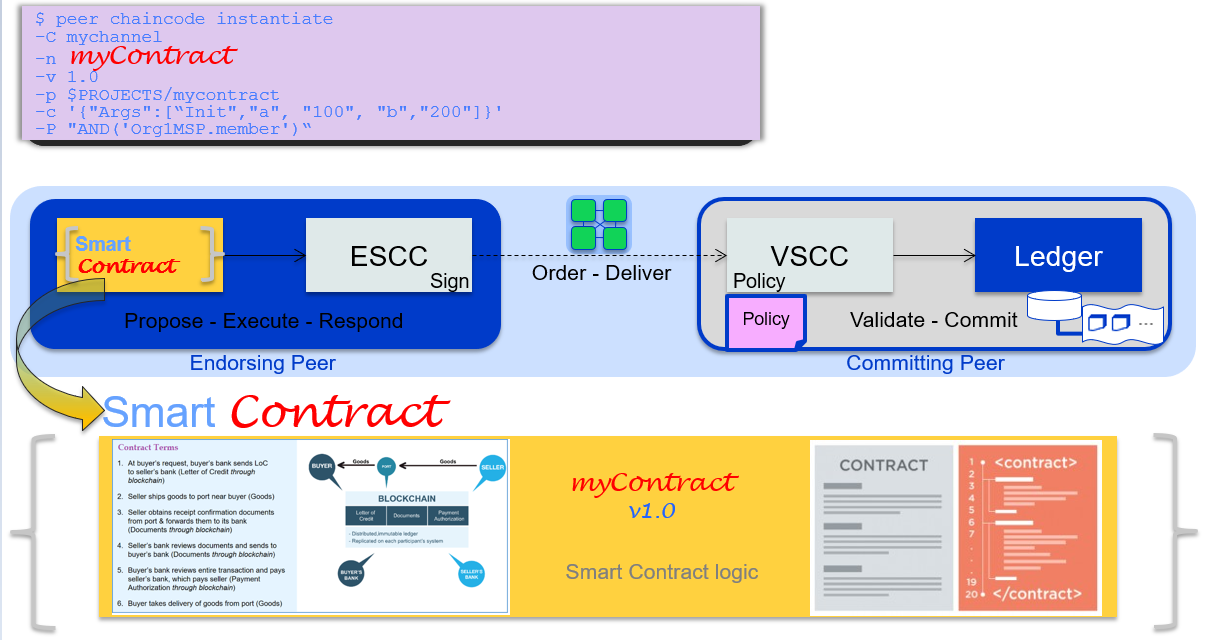 $ peer chaincode instantiate
-C mychannel
-n myContract
-v 1.0
-p $PROJECTS/mycontract
-c '{"Args":[“Init","a", "100", "b","200"]}'
-P "AND('Org1MSP.member')“
Smart
Contract
ESCC
Sign
Order - Deliver
VSCC
Policy
Ledger
Propose - Execute - Respond
Policy
Validate - Commit
...
Endorsing Peer
Committing Peer
Smart Contract
Contract Terms
1. At buyer's request, buyer's bank sends LoC
to seller's bank (Letter of Credit through
blockchain)
2. Seller ships goods to port near buyer (Goods)
3. Seller obtains receipt confirmation documents
from port & forwards them to its bank
(Documents through blockchain)
4. Seller's bank reviews documents and sends to
buyer's bank (Documents through blockchain)
5. Buyer's bank reviews entire transaction and pays
seller's bank, which pays seller (Payment
Authorization through blockchain)
6. Buyer takes delivery of goods from port (Goods)
BUYER
Goods
PORT
Goods
SELLER
BLOCKCHAIN
Letter of
Credit
Documents
Payment
Authorization
- Distributed,immutable ledger
- Replicated on each participant's system
BUYER'S
BANK
SELLER'S
BANK
myContract
v1.0
Smart Contract logic
CONTRACT
1 <contract>
2
3
4
5
6
7
.
.
.
19
20 </contract>